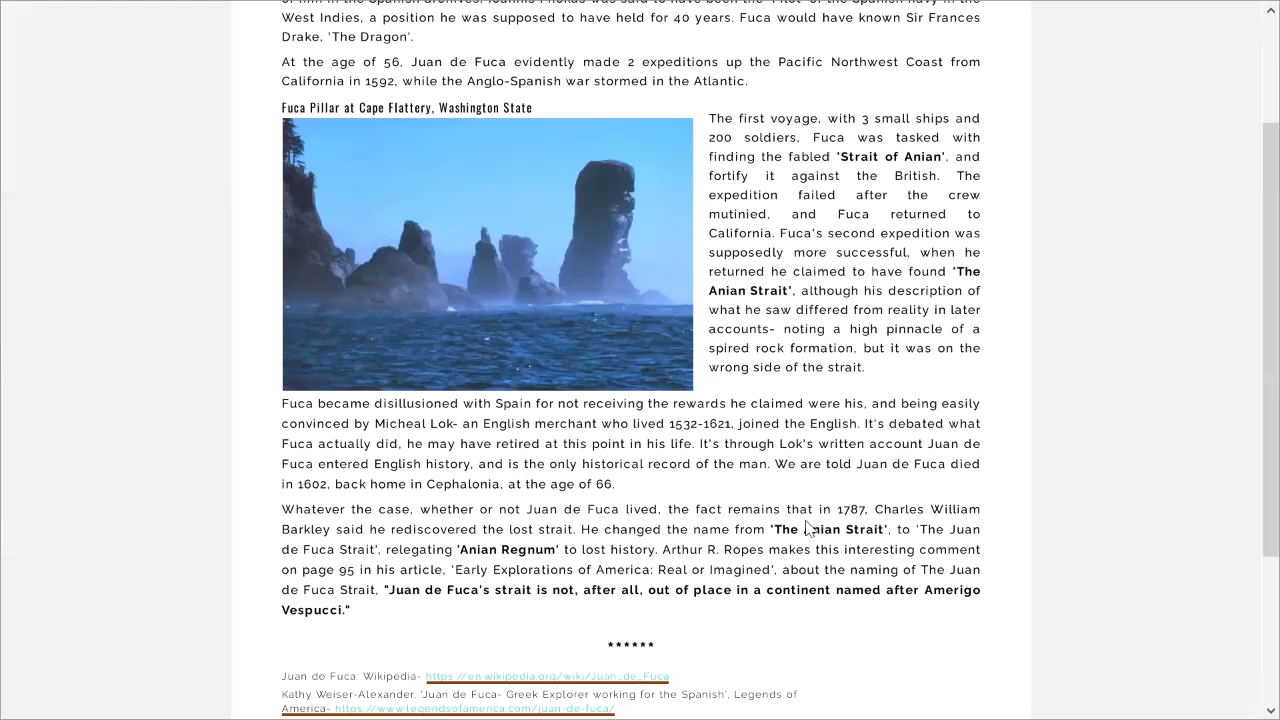 West Indies, a position he was supposed to have held for 40 years. Fuca would have known Sir Frances
Drake, 'The Dragon'.
At the age of 56, Juan de Fuca evidently made 2 expeditions up the Pacific Northwest Coast from
California in 1592, while the Anglo-Spanish war stormed in the Atlantic.
Fuca Pillar at Cape Flattery, Washington State
The first voyage, with 3 small ships and
200 soldiers, Fuca was tasked with
finding the fabled 'Strait of Anian', and
fortify it against the British. The
expedition failed after the crew
mutinied, and Fuca returned to
California. Fuca's second expedition was
supposedly more successful, when he
returned he claimed to have found 'The
Anian Strait', although his description of
what he saw differed from reality in later
accounts- noting a high pinnacle of a
spired rock formation, but it was on the
wrong side of the strait.
Fuca became disillusioned with Spain for not receiving the rewards he claimed were his, and being easily
convinced by Micheal Lok- an English merchant who lived 1532-1621, joined the English. It's debated what
Fuca actually did, he may have retired at this point in his life. It's through Lok's written account Juan de
Fuca entered English history, and is the only historical record of the man. We are told Juan de Fuca died
in 1602, back home in Cephalonia, at the age of 66.
Whatever the case, whether or not Juan de Fuca lived, the fact remains that in 1787, Charles William
Barkley said he rediscovered the lost strait. He changed the name from 'The Anian Strait', to 'The Juan
de Fuca Strait', relegating 'Anian Regnum' to lost history. Arthur R. Ropes makes this interesting comment
on page 95 in his article, 'Early Explorations of America: Real or Imagined', about the naming of The Juan
de Fuca Strait, "Juan de Fuca's strait is not, after all, out of place in a continent named after Amerigo
Vespucci."
******
Juan de Fuca: Wikipedia- https://en.wikipedia.org/wiki/Juan_de_Fuca
Kathy Weiser-Alexander, 'Juan de Fuca- Greek Explorer working for the Spanish', Legends of
America- https://www.legendsofamerica.com/juan-de-fuca/